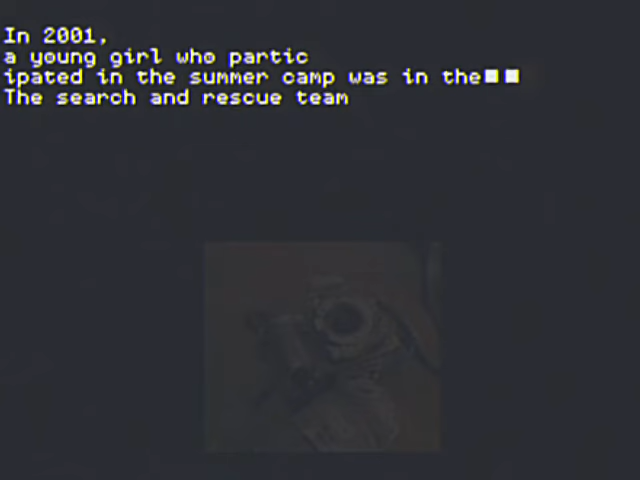 In 2001,
a young girl who partic
ipated in the summer camp was in the■ ■
The search and rescue team